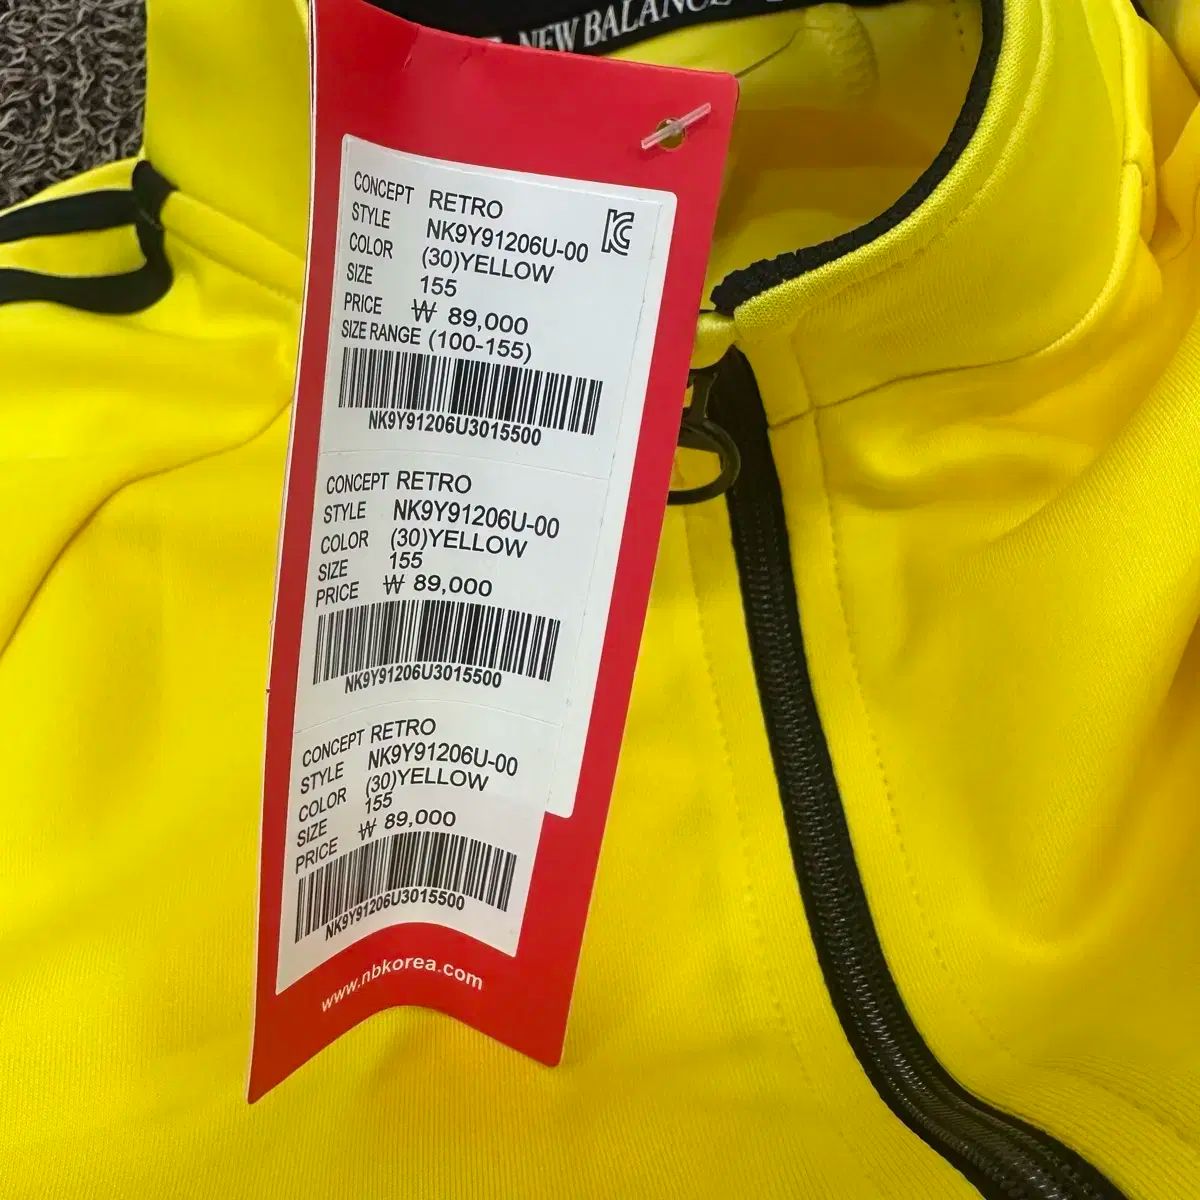 NEW BALANCE
CONCEPT RETRO
STYLE NK9Y91206U-00
COLOR (30)YELLOW
SIZE 155
PRICE ₩ 89,000
SIZE RANGE (100-155)
NK9Y91206U3015500
CONCEPT RETRO
STYLE NK9Y91206U-00
COLOR (30)YELLOW
SIZE 155
PRICE ₩ 89,000
NK9Y91206U3015500
CONCEPT RETRO
STYLE NK9Y91206U-00
COLOR (30)YELLOW
SIZE 155
PRICE ₩ 89,000
NK9Y91206U3015500
www.nbkorea.com